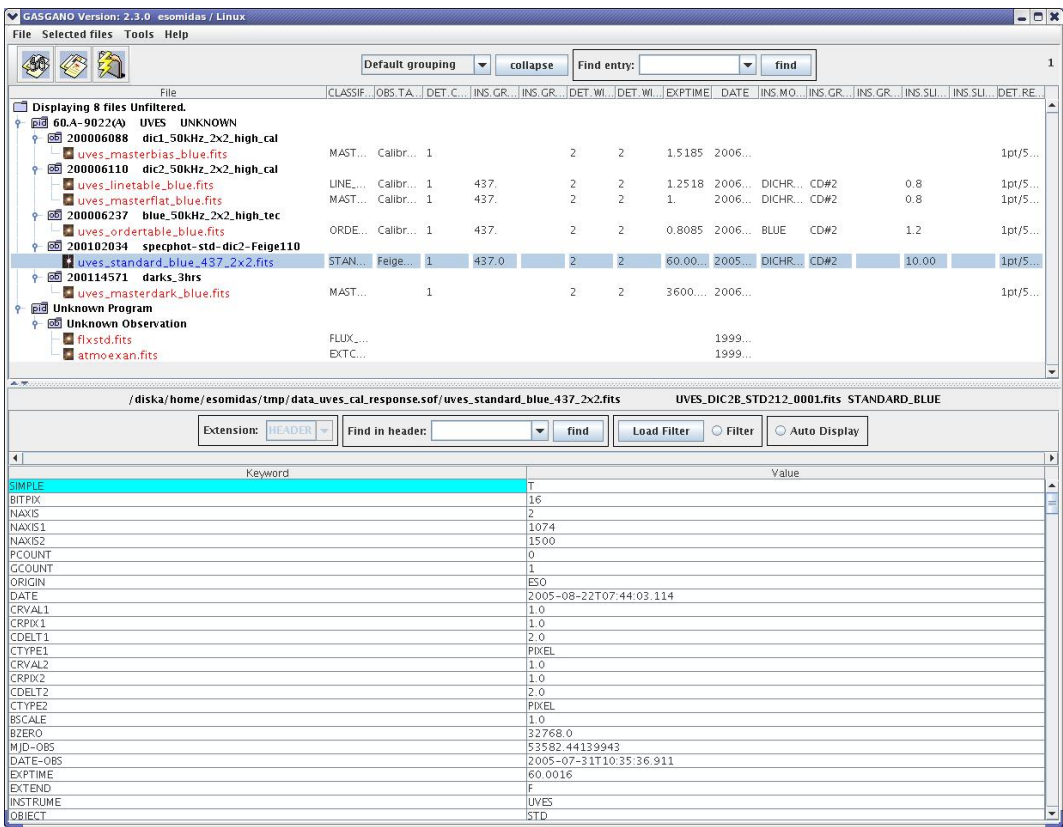 GASGANO Version: 2.3.0 esomidas / Linux
File Selected files Tools Help
Default grouping collapse Find entry: find 1
File CLASSIF... OBS.TA... DET.C... INS.GR... INS.GR... DET.WI... DET.WI... EXPTIME DATE INS.MO... INS.GR... INS.GR... INS.SLI... INS.SLI... DET.RE...
Displaying 8 files Unfiltered.
pid 60.A-9022(A) UVES UNKNOWN
ob 200006088 dic1_50kHz_2x2_high_cal
uves_masterbias_blue.fits MAST... Calibr... 1 2 2 1.5185 2006... 1pt/5...
ob 200006110 dic2_50kHz_2x2_high_cal
uves_linetable_blue.fits LINE_... Calibr... 1 437. 2 2 1.2518 2006... DICHR... CD#2 0.8 1pt/5...
uves_masterflat_blue.fits MAST... Calibr... 1 437. 2 2 1. 2006... DICHR... CD#2 0.8 1pt/5...
ob 200006237 blue_50kHz_2x2_high_tec
uves_ordertable_blue.fits ORDE... Calibr... 1 437. 2 2 0.8085 2006... BLUE CD#2 1.2 1pt/5...
ob 200102034 specphot-std-dic2-Feige110
uves_standard_blue_437_2x2.fits STAN... Feige... 1 437.0 2 2 60.00... 2005... DICHR... CD#2 10.00 1pt/5...
ob 200114571 darks_3hrs
uves_masterdark_blue.fits MAST... 1 2 2 3600.... 2006... 1pt/5...
pid Unknown Program
ob Unknown Observation
flxstd.fits FLUX_... 1999...
atmoexan.fits EXTC... 1999...
/diska/home/esomidas/tmp/data_uves_cal_response.sof/uves_standard_blue_437_2x2.fits UVES_DIC2B_STD212_0001.fits STANDARD_BLUE
Extension: HEADER Find in header: find Load Filter Filter Auto Display
Keyword Value
SIMPLE T
BITPIX 16
NAXIS 2
NAXIS1 1074
NAXIS2 1500
PCOUNT 0
GCOUNT 1
ORIGIN ESO
DATE 2005-08-22T07:44:03.114
CRVAL1 1.0
CRPIX1 1.0
CDELT1 2.0
CTYPE1 PIXEL
CRVAL2 1.0
CRPIX2 1.0
CDELT2 2.0
CTYPE2 PIXEL
BSCALE 1.0
BZERO 32768.0
MJD-OBS 53582.44139943
DATE-OBS 2005-07-31T10:35:36.911
EXPTIME 60.0016
EXTEND F
INSTRUME UVES
OBJECT STD